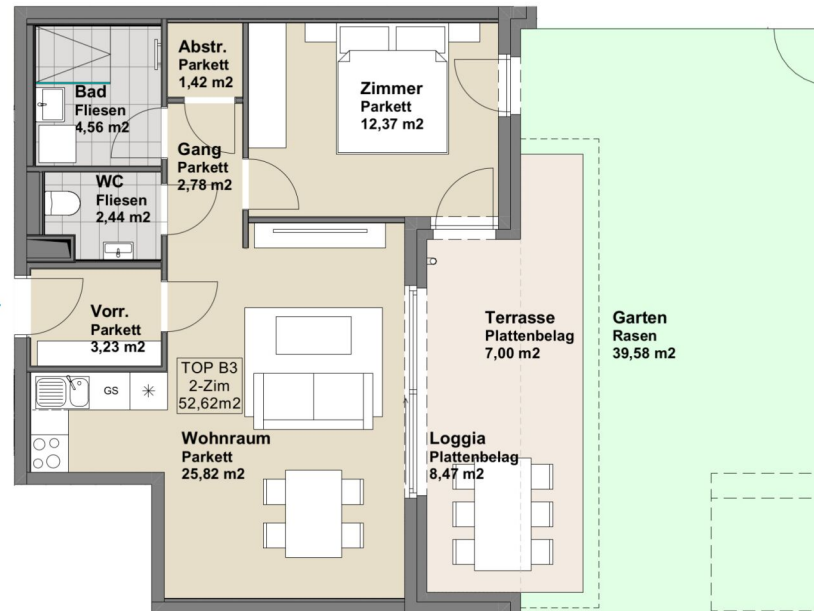 Abstr.
Parkett
1,42 m2
Bad
Fliesen
4,56 m2
Zimmer
Parkett
12,37 m2
Gang
Parkett
2,78 m2
WC
Fliesen
2,44 m2
Vorr.
Parkett
3,23 m2
TOP B3
2-Zim
52,62m2
GS
Wohnraum
Parkett
25,82 m2
Terrasse
Plattenbelag
7,00 m2
Garten
Rasen
39,58 m2
Loggia
Plattenbelag
8,47 m2